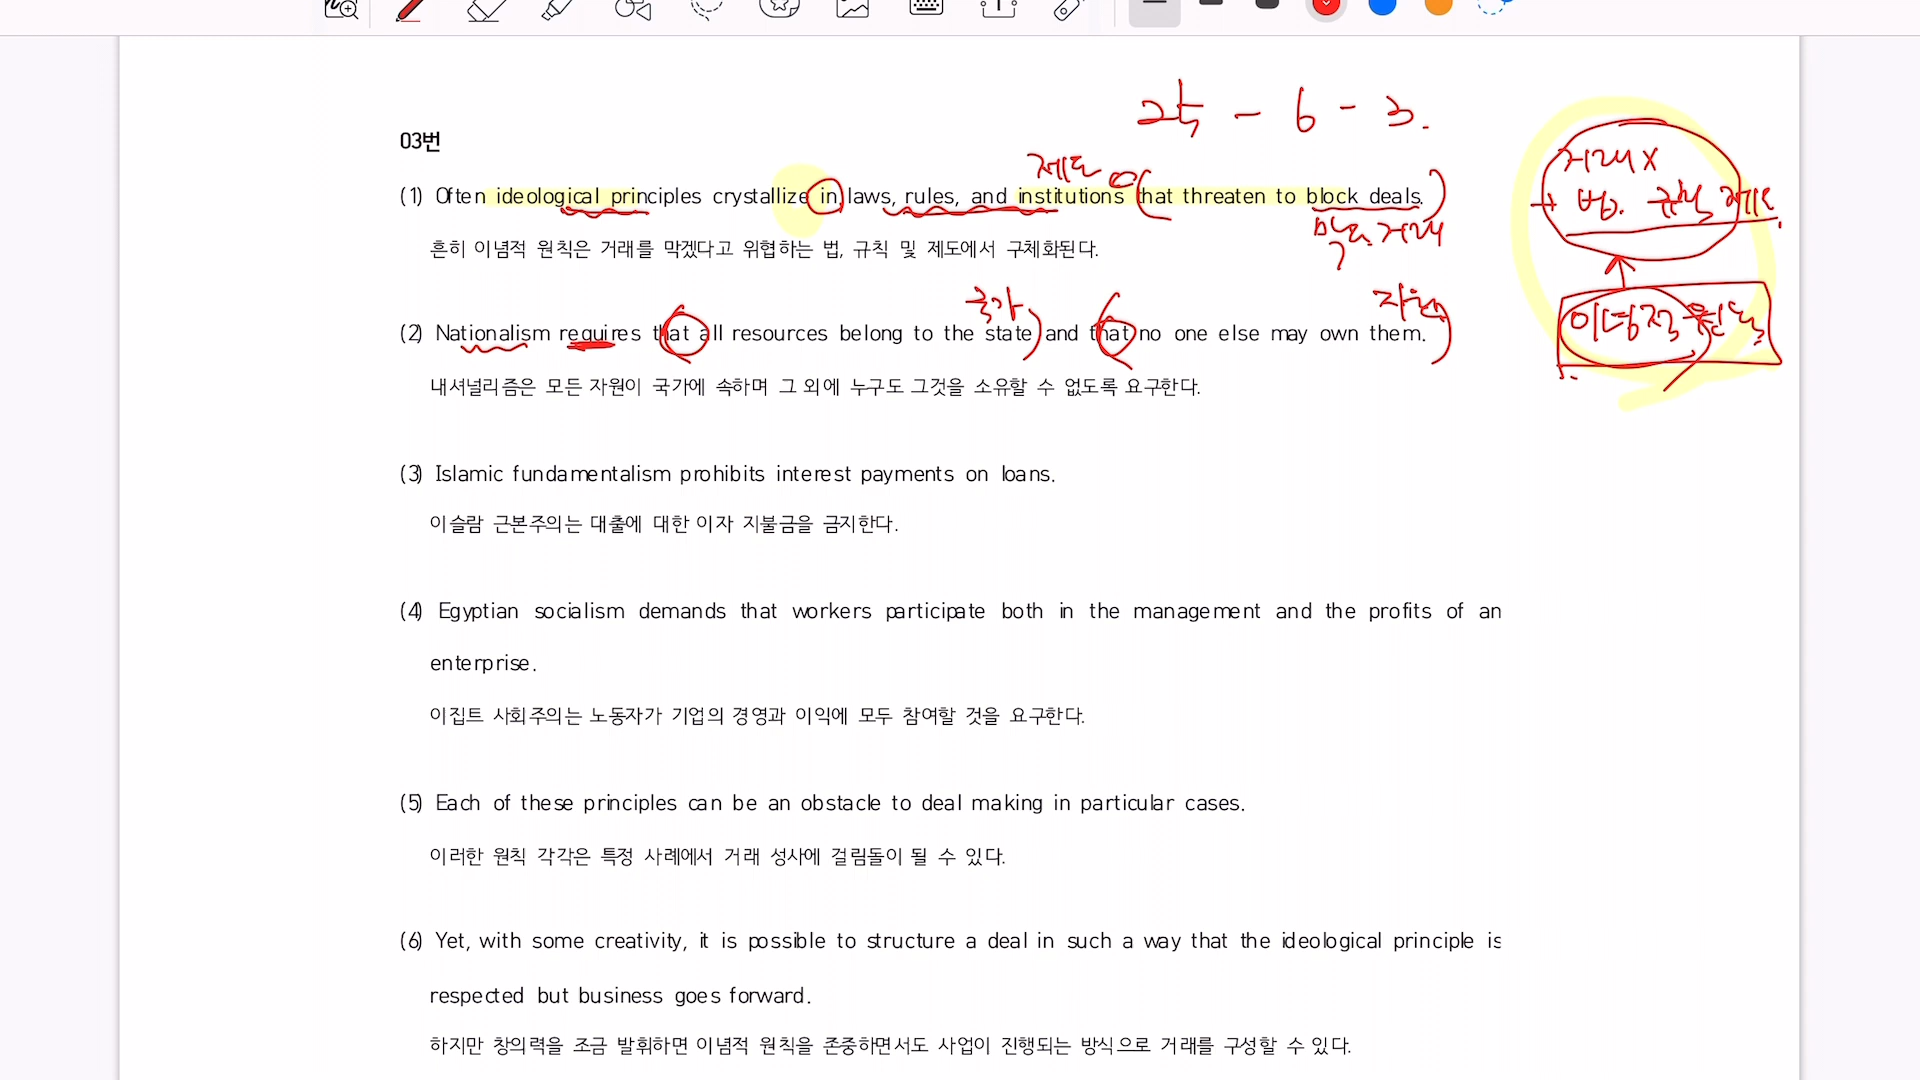 25 - 6 - 3.
03번
제도
(1) Often ideological principles crystallize in laws, rules, and institutions that threaten to block deals.
거래 X
→ 법. 규칙 제도.
막다. 거래
흔히 이념적 원칙은 거래를 막겠다고 위협하는 법, 규칙 및 제도에서 구체화된다.
국가
자원
이념적 원칙
(2) Nationalism requires that all resources belong to the state and that no one else may own them.
내셔널리즘은 모든 자원이 국가에 속하며 그 외에 누구도 그것을 소유할 수 없도록 요구한다.
(3) Islamic fundamentalism prohibits interest payments on loans.
이슬람 근본주의는 대출에 대한 이자 지불금을 금지한다.
(4) Egyptian socialism demands that workers participate both in the management and the profits of an
enterprise.
이집트 사회주의는 노동자가 기업의 경영과 이익에 모두 참여할 것을 요구한다.
(5) Each of these principles can be an obstacle to deal making in particular cases.
이러한 원칙 각각은 특정 사례에서 거래 성사에 걸림돌이 될 수 있다.
(6) Yet, with some creativity, it is possible to structure a deal in such a way that the ideological principle is
respected but business goes forward.
하지만 창의력을 조금 발휘하면 이념적 원칙을 존중하면서도 사업이 진행되는 방식으로 거래를 구성할 수 있다.